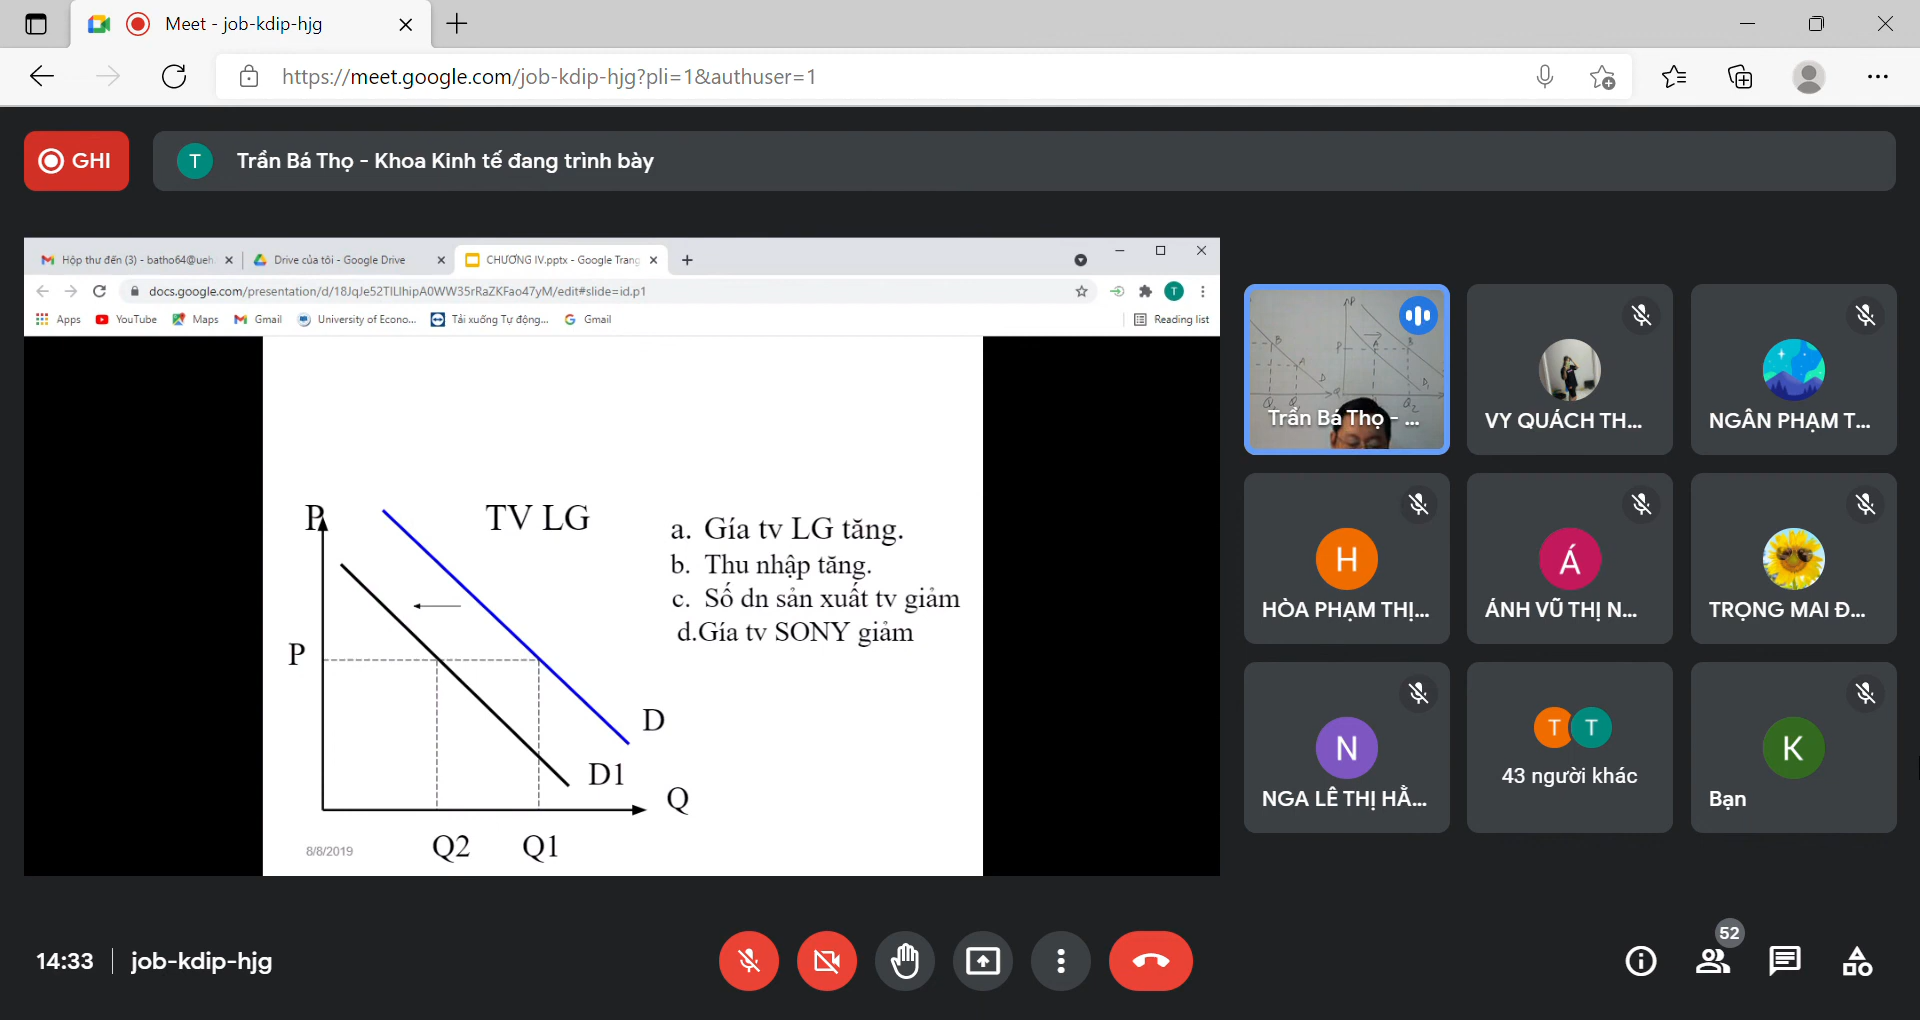 Meet - job-kdip-hjg
https://meet.google.com/job-kdip-hjg?pli=1&authuser=1
GHI
T
Trần Bá Thọ - Khoa Kinh tế đang trình bày
Hộp thư đến (3) - batho64@ueh.
Drive của tôi - Google Drive
CHƯƠNG IV.pptx - Google Trang
docs.google.com/presentation/d/18JqJe52TlLIhipA0WW35rRaZKFao47yM/edit#slide=id.p1
T
Apps
YouTube
Maps
Gmail
University of Econo...
Tải xuống Tự động...
Gmail
Reading list
P
TV LG
a. Gía tv LG tăng.
b. Thu nhập tăng.
c. Số dn sản xuất tv giảm
d.Gía tv SONY giảm
P
D
D1
Q
Q2
Q1
8/8/2019
P
B
A
D
Q
P
A
B
D1
Q2
Trần Bá Thọ - ...
VY QUÁCH TH...
NGÂN PHẠM T...
H
HÒA PHẠM THỊ...
Á
ÁNH VŨ THỊ N...
TRỌNG MAI Đ...
N
NGA LÊ THỊ HẰ...
T
T
43 người khác
K
Bạn
14:33
job-kdip-hjg
52